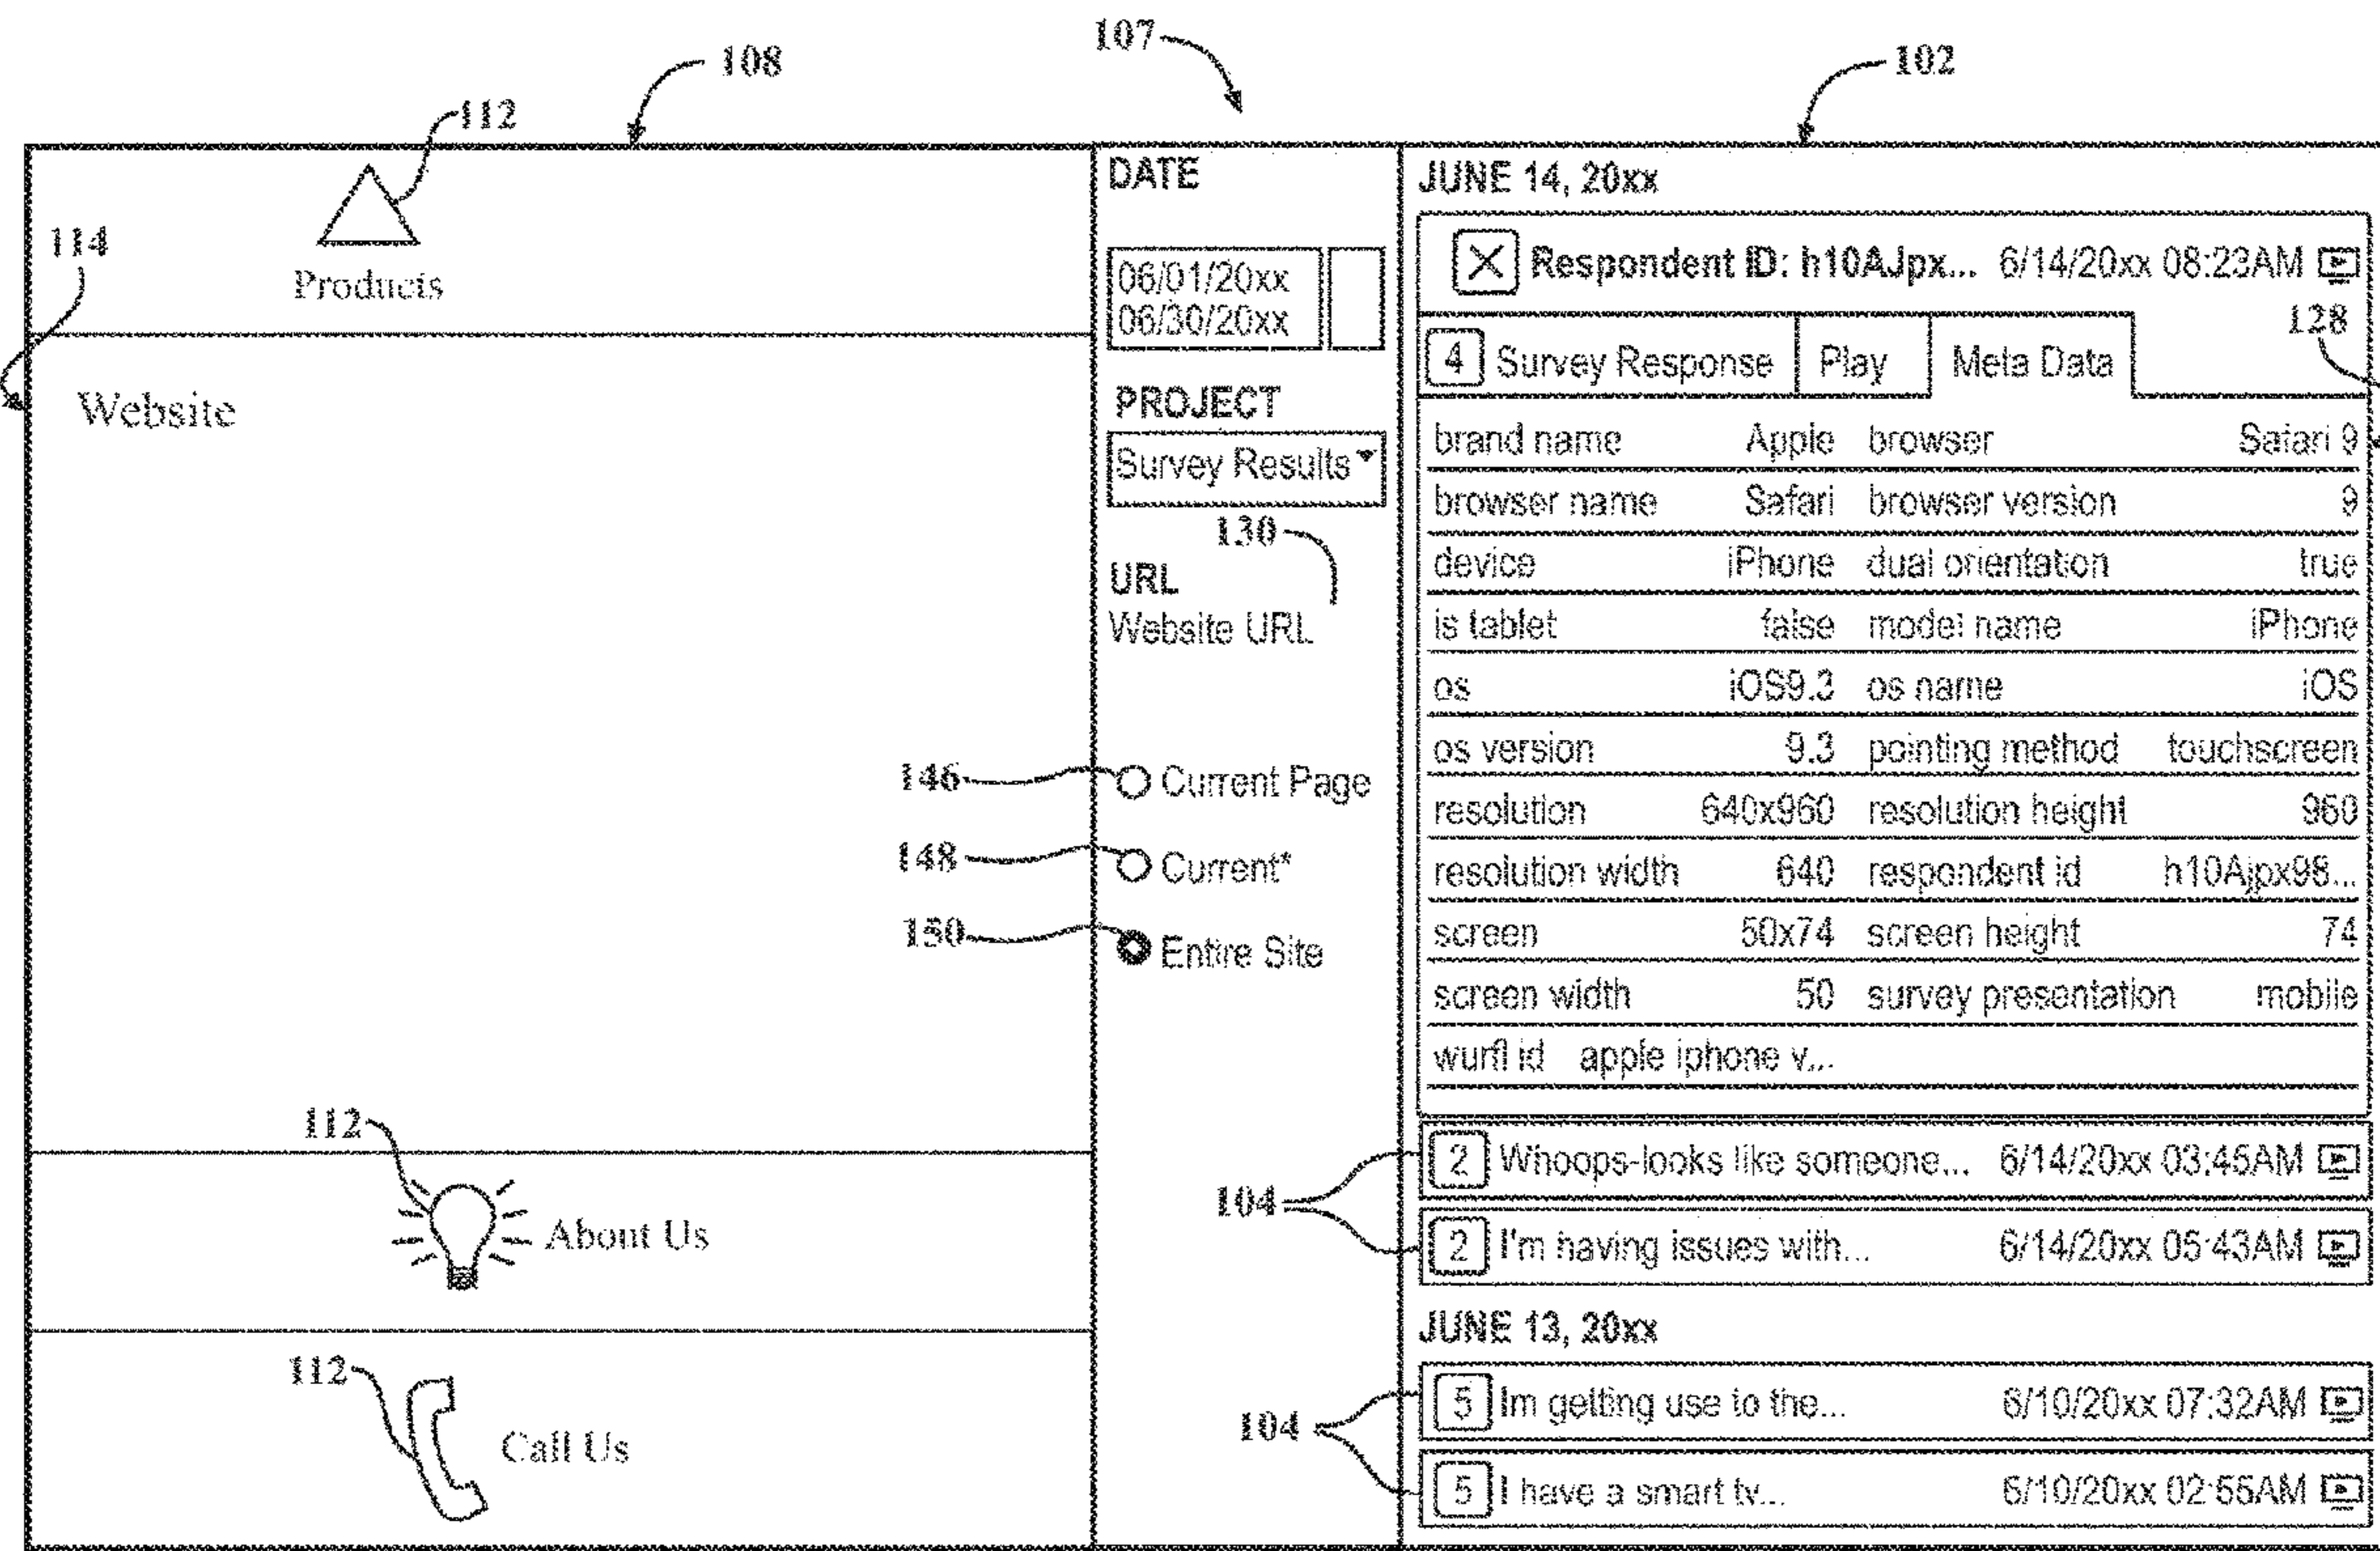 107
108
102
112
114
Products
Website
112
About Us
112
Call Us
DATE
06/01/20xx
06/30/20xx
PROJECT
Survey Results
130
URL
Website URL
146 Current Page
148 Current*
150 Entire Site
JUNE 14, 20xx
X Respondent ID: h10AJpx... 6/14/20xx 08:23AM
128
4 Survey Response Play Meta Data
brand name Apple browser Safari 9
browser name Safari browser version 9
device iPhone dual orientation true
is tablet false model name iPhone
os iOS9.3 os name iOS
os version 9.3 pointing method touchscreen
resolution 640x960 resolution height 960
resolution width 640 respondent id h10Ajpx98...
screen 50x74 screen height 74
screen width 50 survey presentation mobile
wurfl id apple iphone v...
104
2 Whoops-looks like someone... 6/14/20xx 03:45AM
2 I'm having issues with... 6/14/20xx 05:43AM
JUNE 13, 20xx
104
5 Im getting use to the... 6/10/20xx 07:32AM
5 I have a smart tv... 6/10/20xx 02:55AM